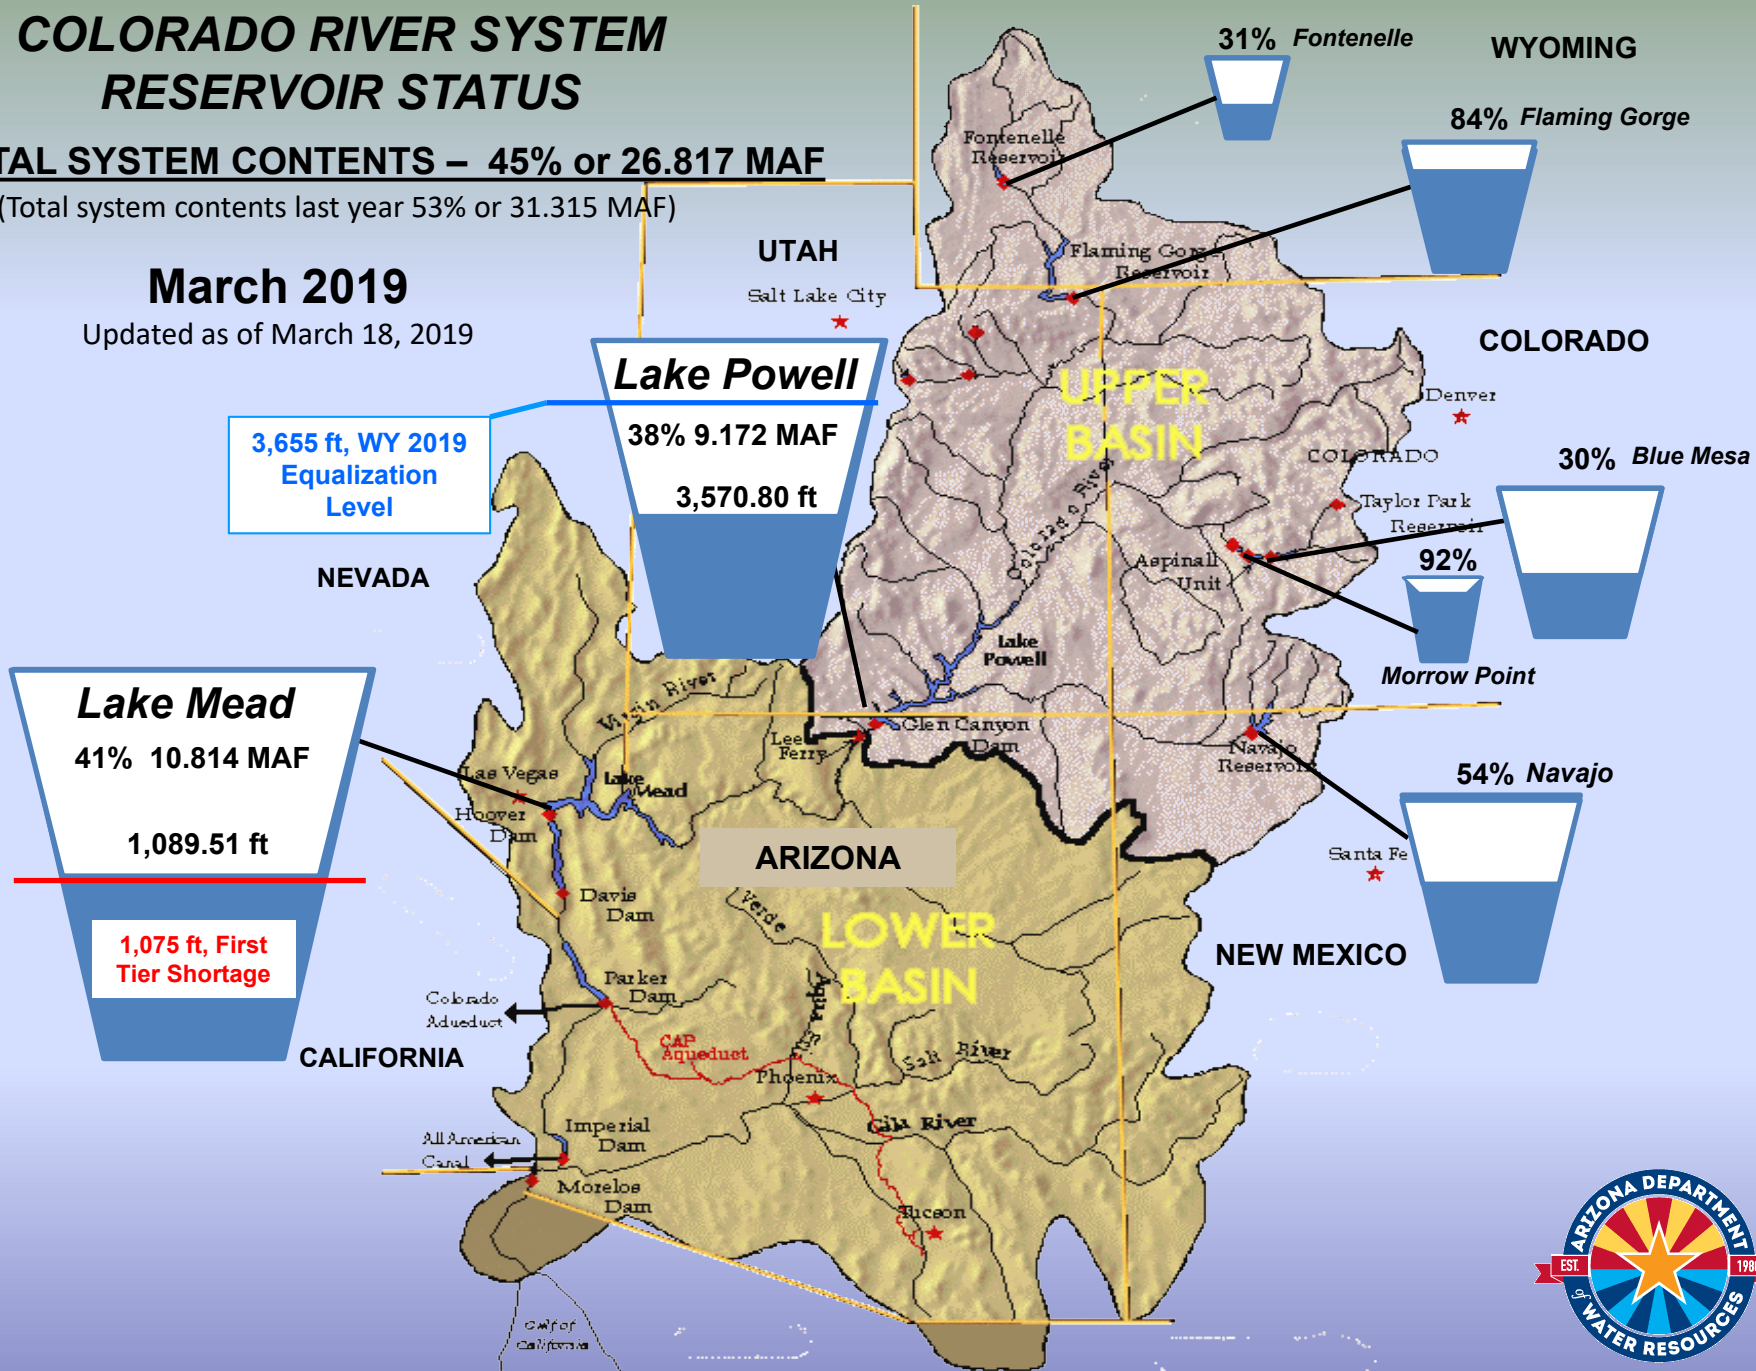 COLORADO RIVER SYSTEM
RESERVOIR STATUS
TAL SYSTEM CONTENTS – 45% or 26.817 MAF
(Total system contents last year 53% or 31.315 MAF)
March 2019
Updated as of March 18, 2019
31% Fontenelle
WYOMING
84% Flaming Gorge
Fontenelle
Reservoir
Flaming Gorge
Reservoir
UTAH
Salt Lake City
COLORADO
Lake Powell
38% 9.172 MAF
3,570.80 ft
3,655 ft, WY 2019
Equalization
Level
UPPER
BASIN
Denver
COLORADO
30% Blue Mesa
Colorado River
Taylor Park
Reservoir
Aspinall
Unit
92%
Morrow Point
NEVADA
Lake
Powell
Virgin River
Glen Canyon
Dam
Lee
Ferry
Navajo
Reservoir
54% Navajo
Lake Mead
41% 10.814 MAF
1,089.51 ft
1,075 ft, First
Tier Shortage
Las Vegas
Lake
Mead
Hoover
Dam
ARIZONA
Santa Fe
Davis
Dam
Verde
LOWER
BASIN
NEW MEXICO
Parker
Dam
Agua Fria
Colorado
Adueduct
CALIFORNIA
CAP
Aqueduct
Salt River
Phoenix
Gila River
Imperial
Dam
All American
Canal
Morelos
Dam
Tucson
Gulf of
California
ARIZONA DEPARTMENT
EST.
198
of WATER RESOURCES